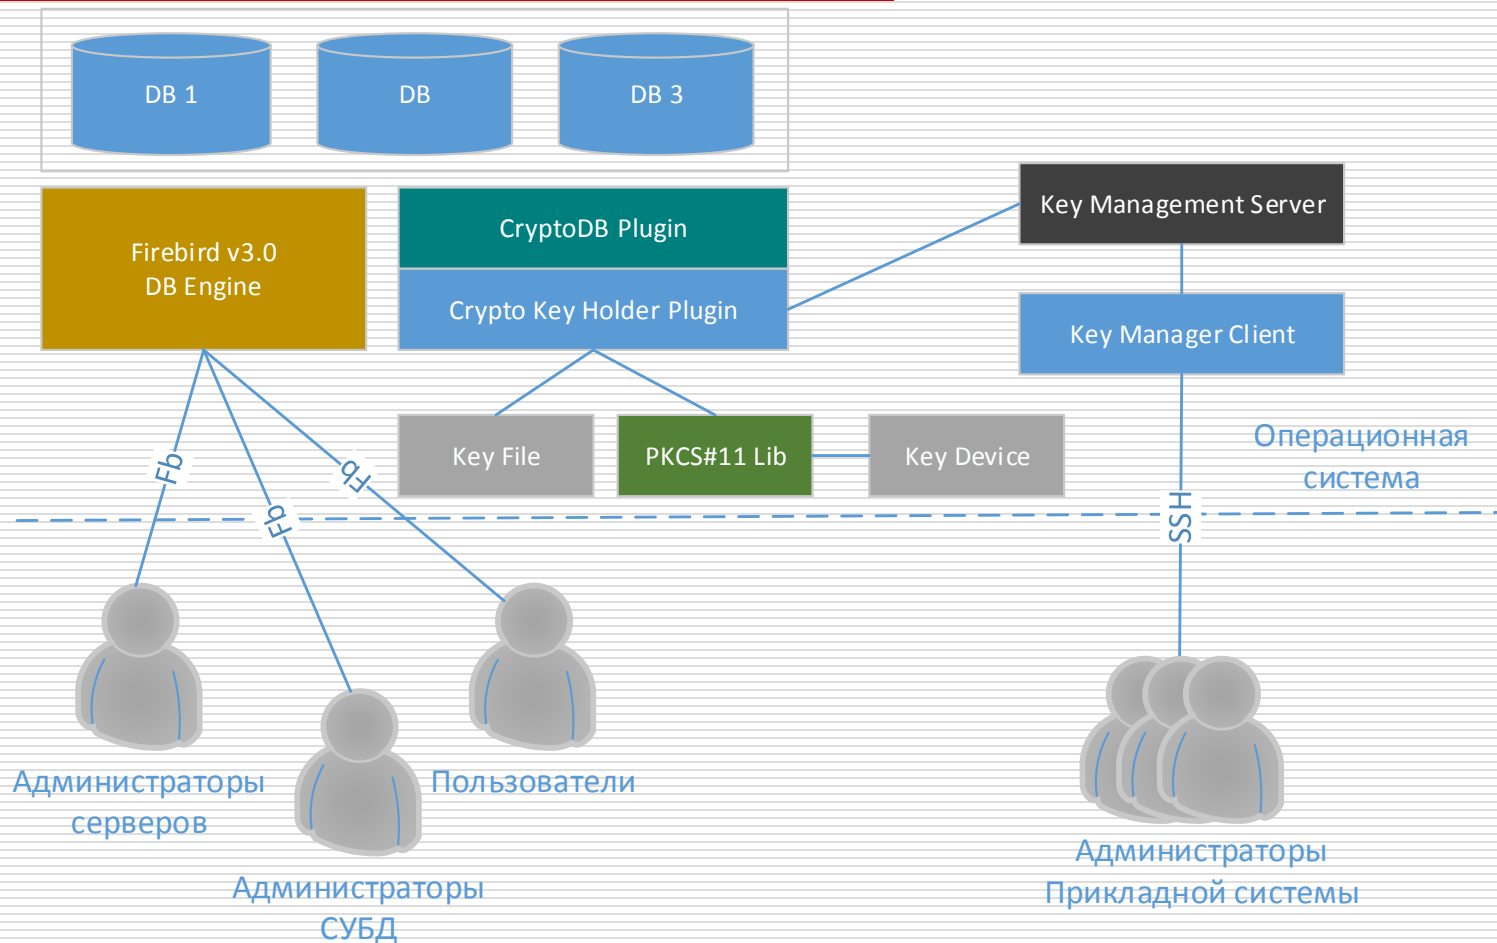 DB 1
DB
DB 3
Firebird v3.0
DB Engine
CryptoDB Plugin
Crypto Key Holder Plugin
Key Management Server
Key Manager Client
Key File
PKCS#11 Lib
Key Device
Операционная
система
Fb
Fb
Fb
SSH
Администраторы
серверов
Администраторы
СУБД
Пользователи
Администраторы
Прикладной системы